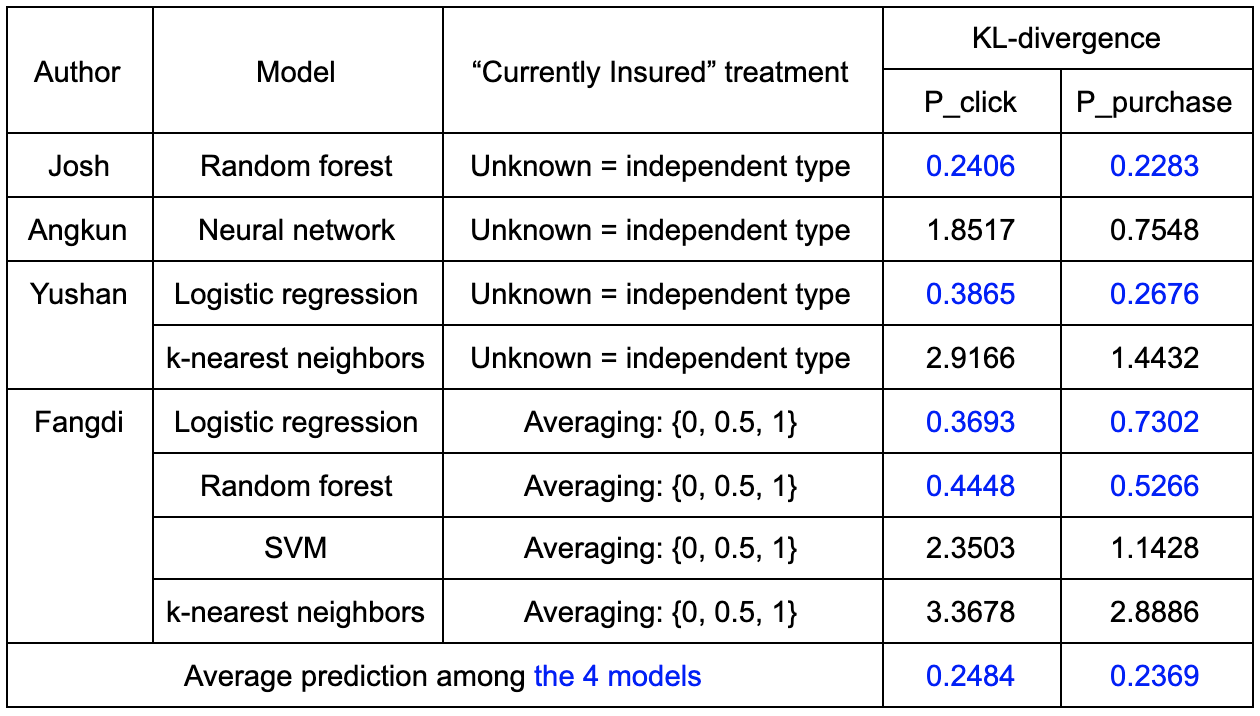 Author Model “Currently Insured” treatment KL-divergence
P_click P_purchase
Josh Random forest Unknown = independent type 0.2406 0.2283
Angkun Neural network Unknown = independent type 1.8517 0.7548
Yushan Logistic regression Unknown = independent type 0.3865 0.2676
k-nearest neighbors Unknown = independent type 2.9166 1.4432
Fangdi Logistic regression Averaging: {0, 0.5, 1} 0.3693 0.7302
Random forest Averaging: {0, 0.5, 1} 0.4448 0.5266
SVM Averaging: {0, 0.5, 1} 2.3503 1.1428
k-nearest neighbors Averaging: {0, 0.5, 1} 3.3678 2.8886
Average prediction among the 4 models 0.2484 0.2369